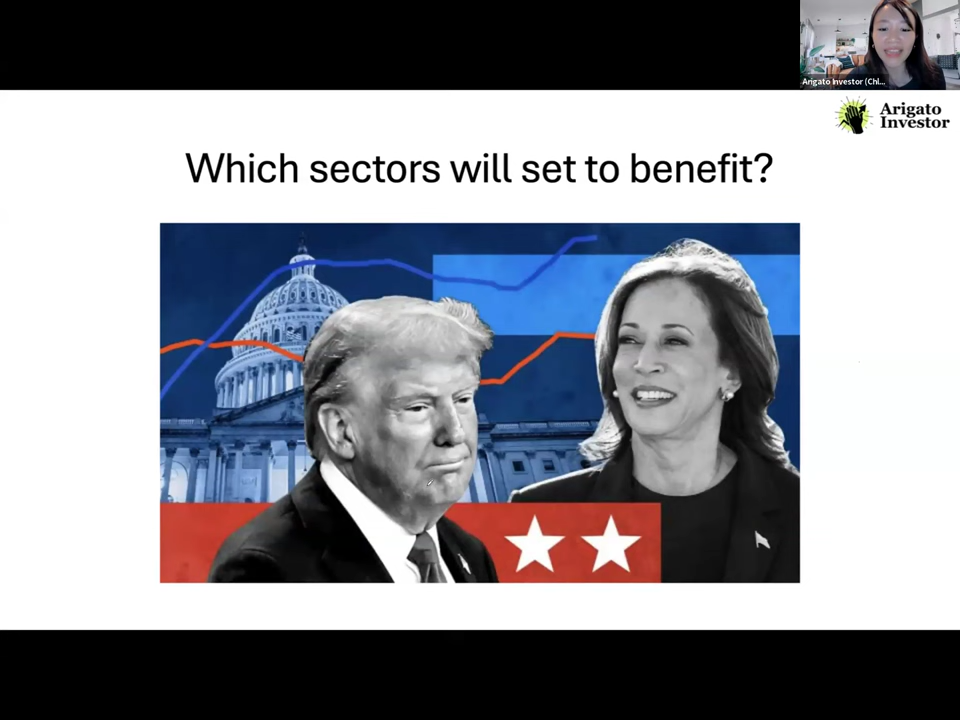 Arigato Investor (Chl...
Arigato
Investor
Which sectors will set to benefit?